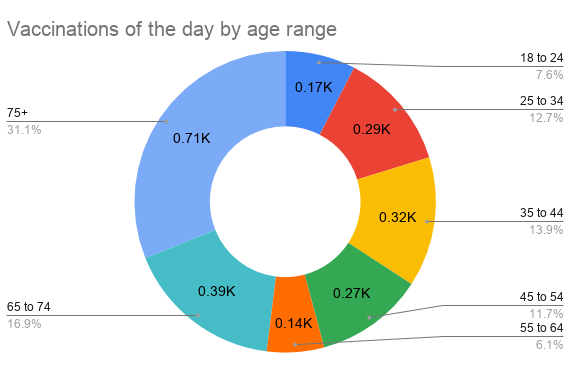 Vaccinations of the day by age range
18 to 24
7.6%
0.17K
25 to 34
12.7%
0.29K
35 to 44
13.9%
0.32K
45 to 54
11.7%
0.27K
55 to 64
6.1%
0.14K
65 to 74
16.9%
0.39K
75+
31.1%
0.71K